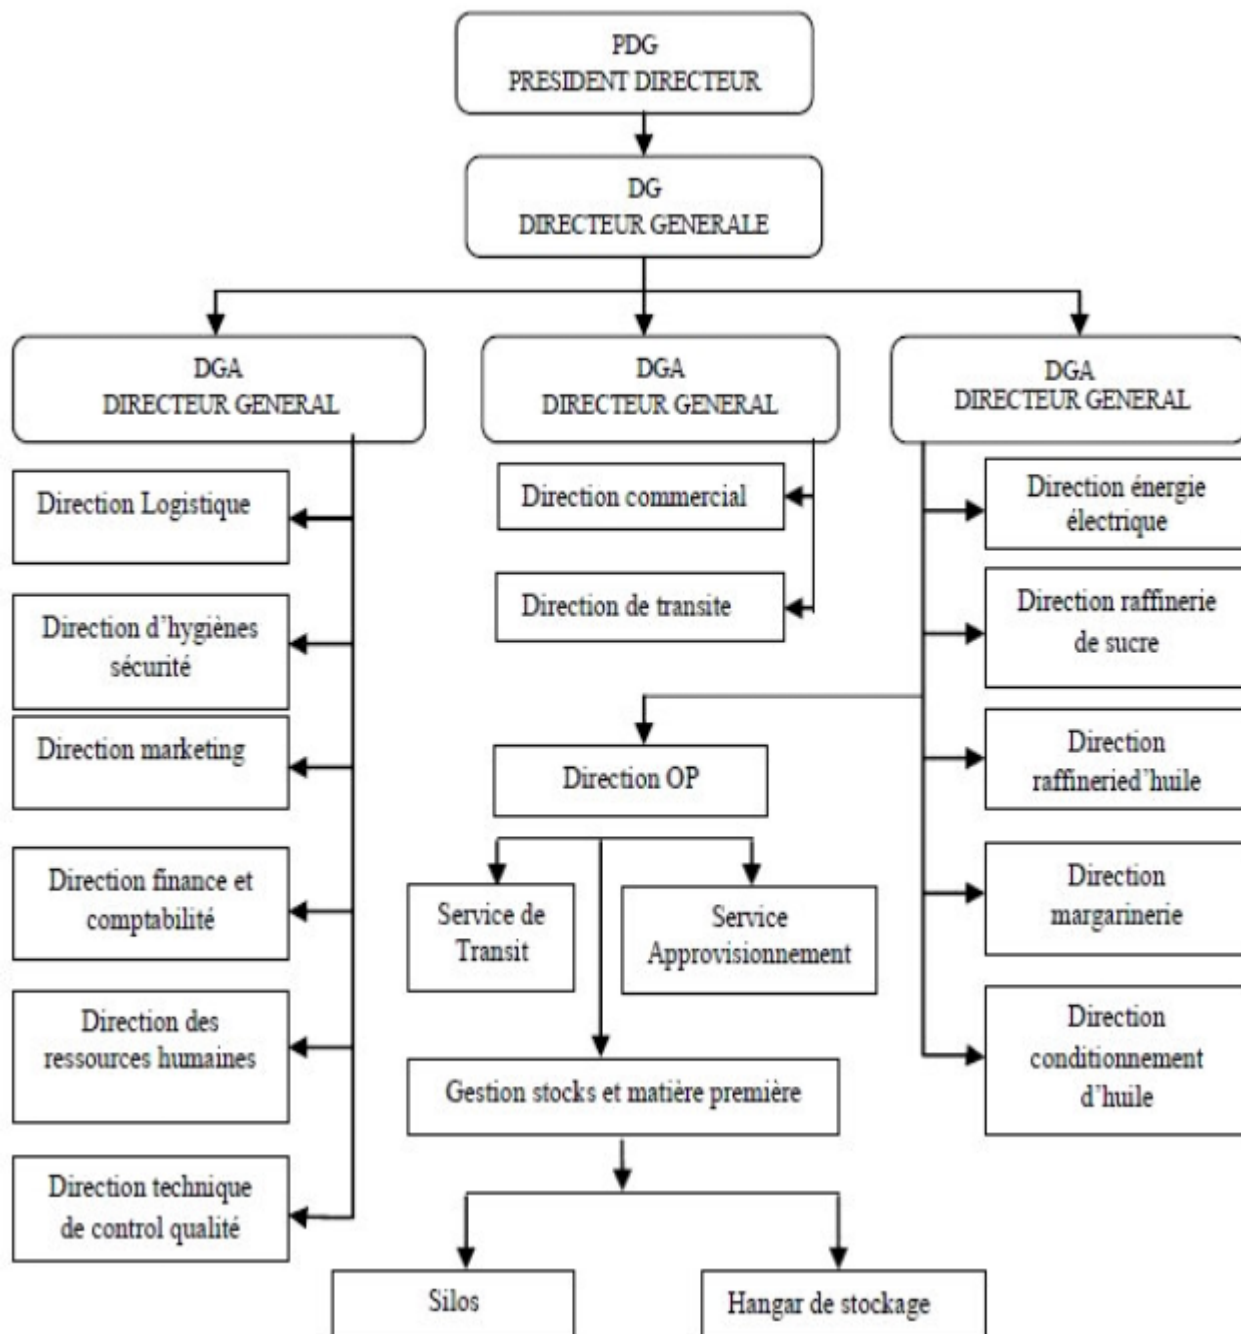 PDG
PRESIDENT DIRECTEUR
DG
DIRECTEUR GENERALE
DGA
DIRECTEUR GENERAL
DGA
DIRECTEUR GENERAL
DGA
DIRECTEUR GENERAL
Direction Logistique
Direction d’hygiènes
sécurité
Direction marketing
Direction finance et
comptabilité
Direction des
ressources humaines
Direction technique
de control qualité
Direction commercial
Direction de transite
Direction OP
Service de
Transit
Service
Approvisionnement
Gestion stocks et matière première
Silos
Hangar de stockage
Direction énergie
électrique
Direction raffinerie
de sucre
Direction
raffineried’huile
Direction
margarinerie
Direction
conditionnement
d’huile